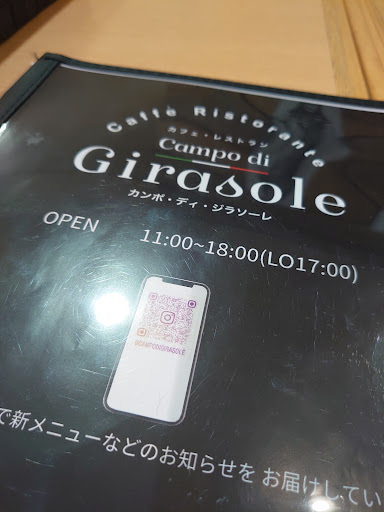 Caffè Ristorante
カフェ・レストラン
Campo di
Girasole
カンポ・ディ・ジラソーレ
OPEN 11:00~18:00(LO17:00)
@CAMPODIGIRASOLE
で新メニューなどのお知らせを お届けしてい